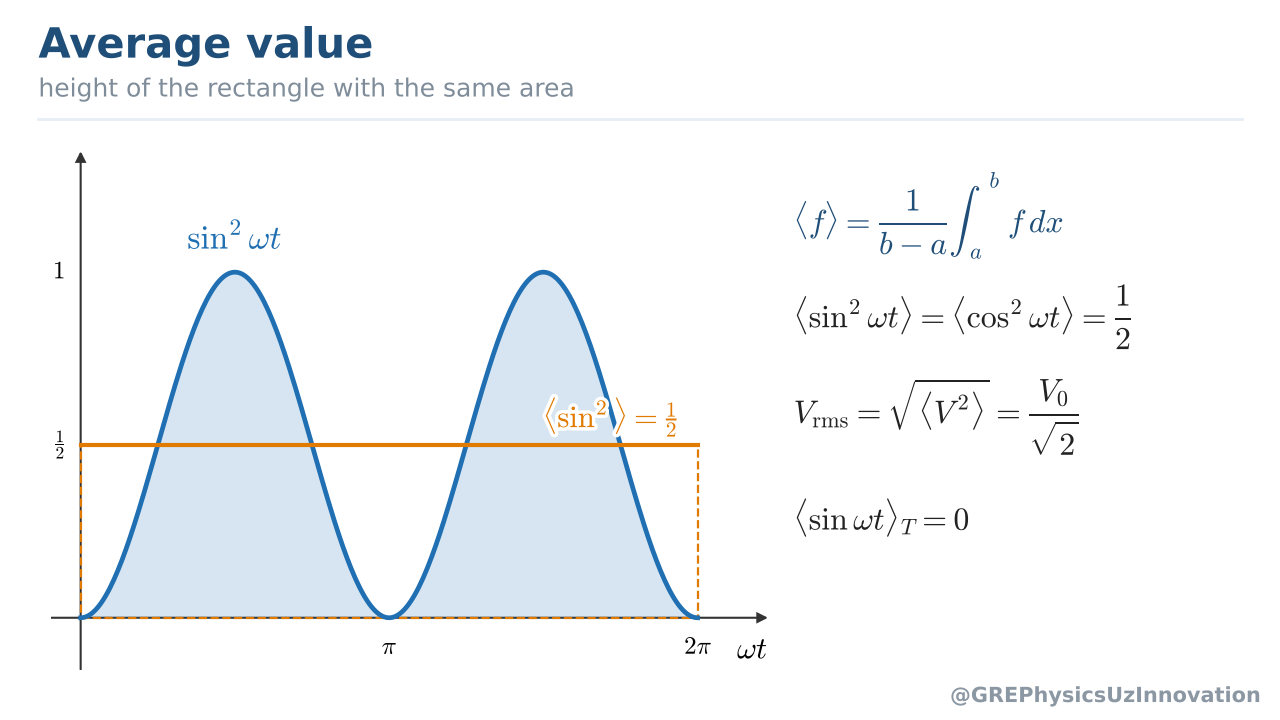 Average value
height of the rectangle with the same area
sin² ωt
1
⟨sin²⟩ = 1/2
1/2
π
2π
ωt
⟨f⟩ = 1/(b − a) ∫ₐᵇ f dx
⟨sin² ωt⟩ = ⟨cos² ωt⟩ = 1/2
V_rms = √⟨V²⟩ = V₀/√2
⟨sin ωt⟩_T = 0
@GREPhysicsUzInnovation